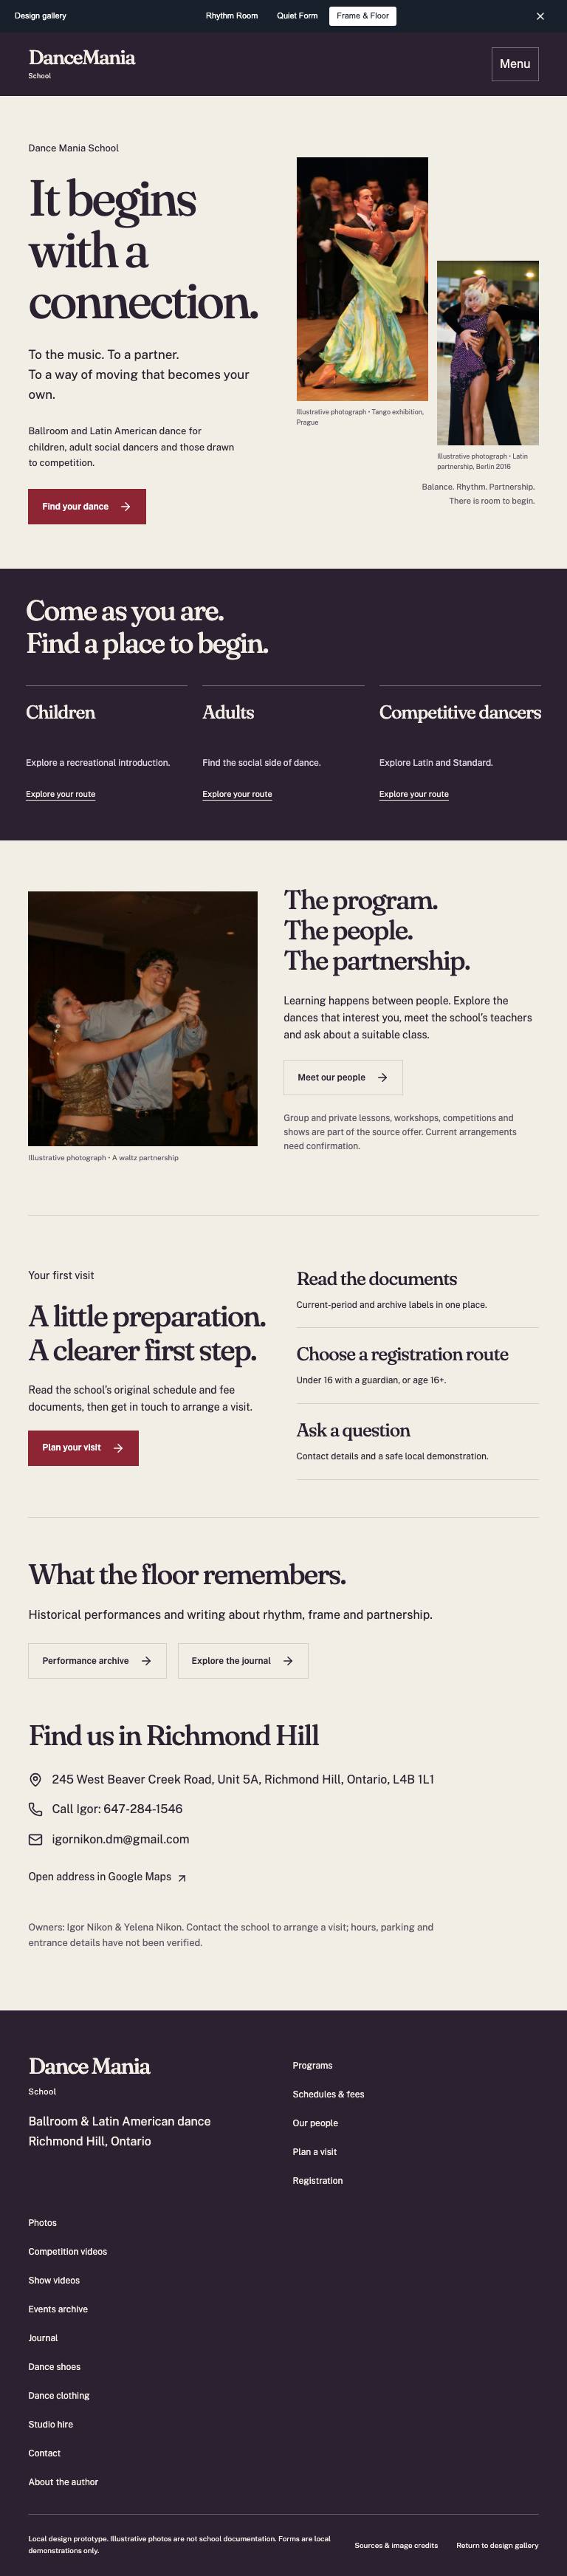 Design gallery
Rhythm Room
Quiet Form
Frame & Floor
DanceMania
School
Menu
Dance Mania School
It begins
with a
connection.
To the music. To a partner.
To a way of moving that becomes your
own.
Ballroom and Latin American dance for
children, adult social dancers and those drawn
to competition.
Find your dance
Illustrative photograph • Tango exhibition,
Prague
Illustrative photograph • Latin
partnership, Berlin 2016
Balance. Rhythm. Partnership.
There is room to begin.
Come as you are.
Find a place to begin.
Children
Explore a recreational introduction.
Explore your route
Adults
Find the social side of dance.
Explore your route
Competitive dancers
Explore Latin and Standard.
Explore your route
Illustrative photograph • A waltz partnership
The program.
The people.
The partnership.
Learning happens between people. Explore the
dances that interest you, meet the school's teachers
and ask about a suitable class.
Meet our people
Group and private lessons, workshops, competitions and
shows are part of the source offer. Current arrangements
need confirmation.
Your first visit
A little preparation.
A clearer first step.
Read the school's original schedule and fee
documents, then get in touch to arrange a visit.
Plan your visit
Read the documents
Current-period and archive labels in one place.
Choose a registration route
Under 16 with a guardian, or age 16+.
Ask a question
Contact details and a safe local demonstration.
What the floor remembers.
Historical performances and writing about rhythm, frame and partnership.
Performance archive
Explore the journal
Find us in Richmond Hill
245 West Beaver Creek Road, Unit 5A, Richmond Hill, Ontario, L4B 1L1
Call Igor: 647-284-1546
igornikon.dm@gmail.com
Open address in Google Maps
Owners: Igor Nikon & Yelena Nikon. Contact the school to arrange a visit; hours, parking and
entrance details have not been verified.
Dance Mania
School
Ballroom & Latin American dance
Richmond Hill, Ontario
Programs
Schedules & fees
Our people
Plan a visit
Registration
Photos
Competition videos
Show videos
Events archive
Journal
Dance shoes
Dance clothing
Studio hire
Contact
About the author
Local design prototype. Illustrative photos are not school documentation. Forms are local
demonstrations only.
Sources & image credits
Return to design gallery